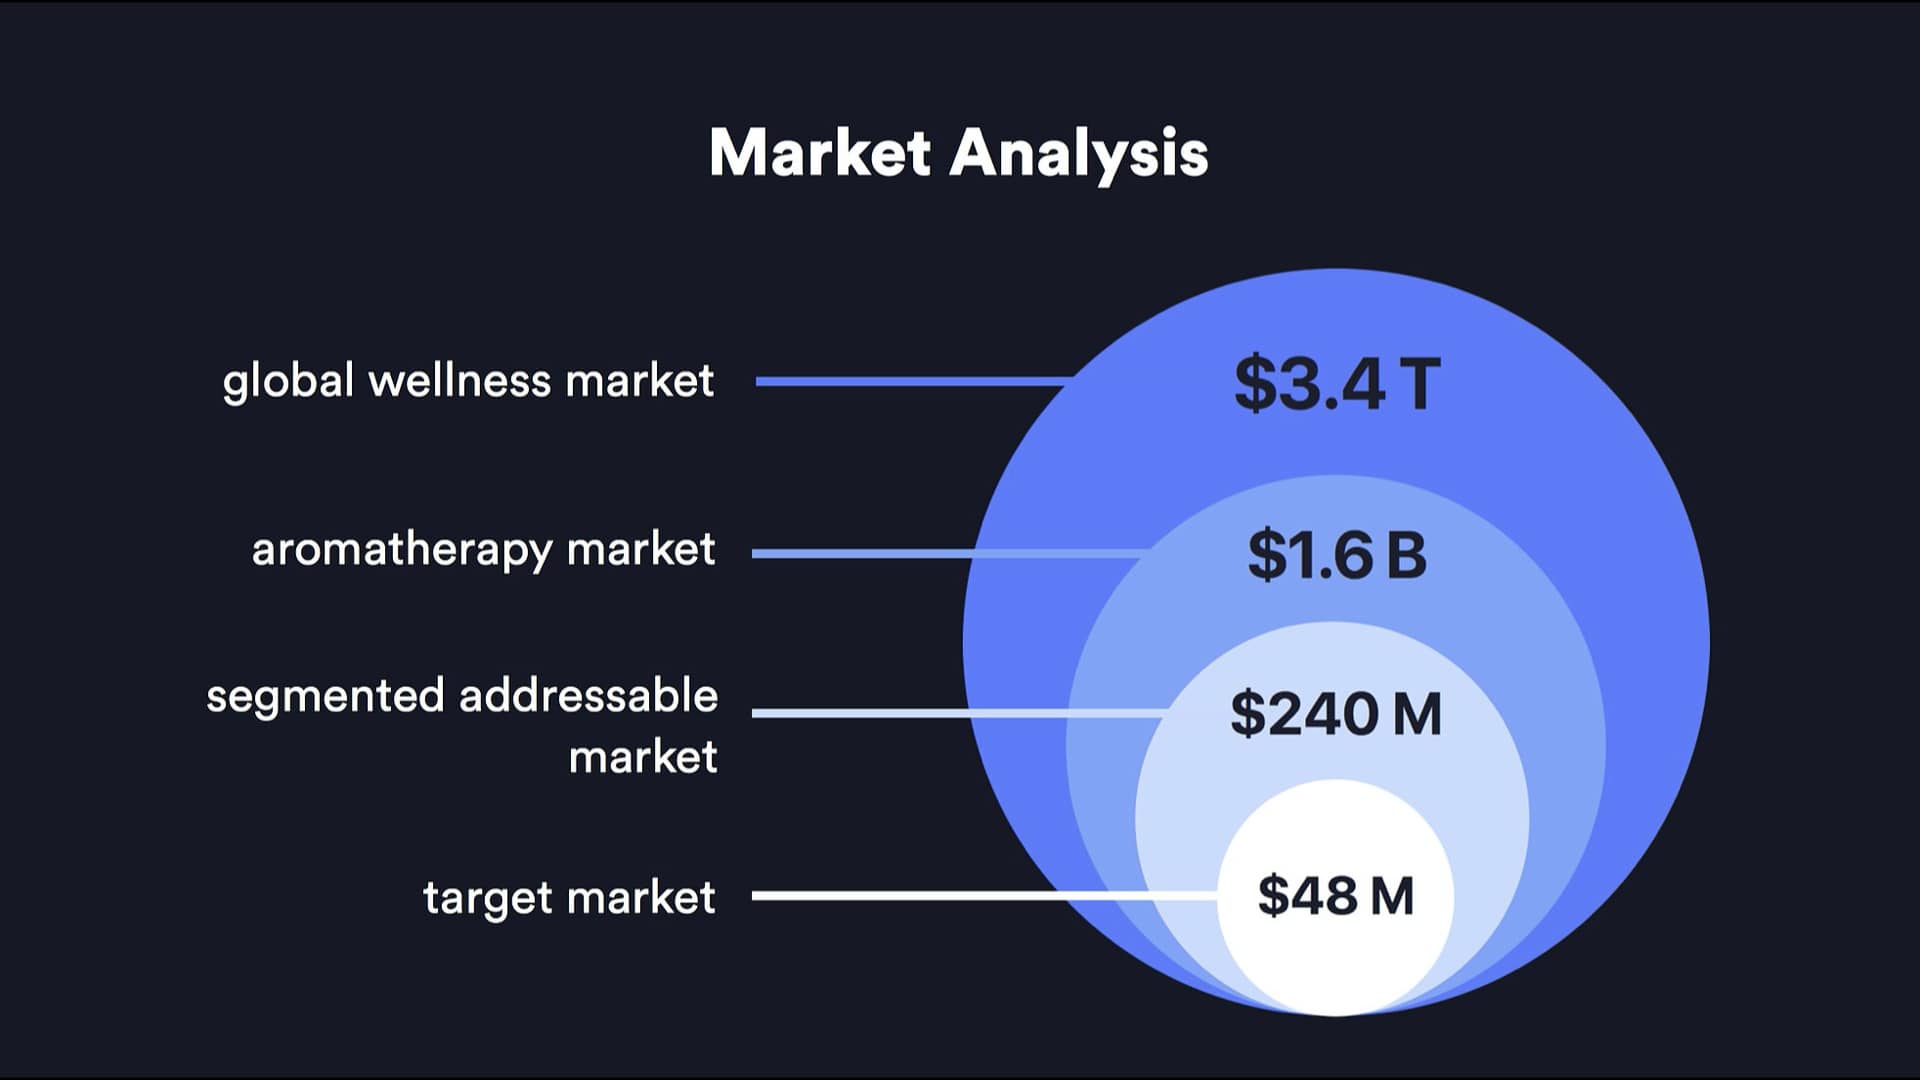 Market Analysis
global wellness market
$3.4 T
aromatherapy market
$1.6 B
segmented addressable
market
$240 M
target market
$48 M